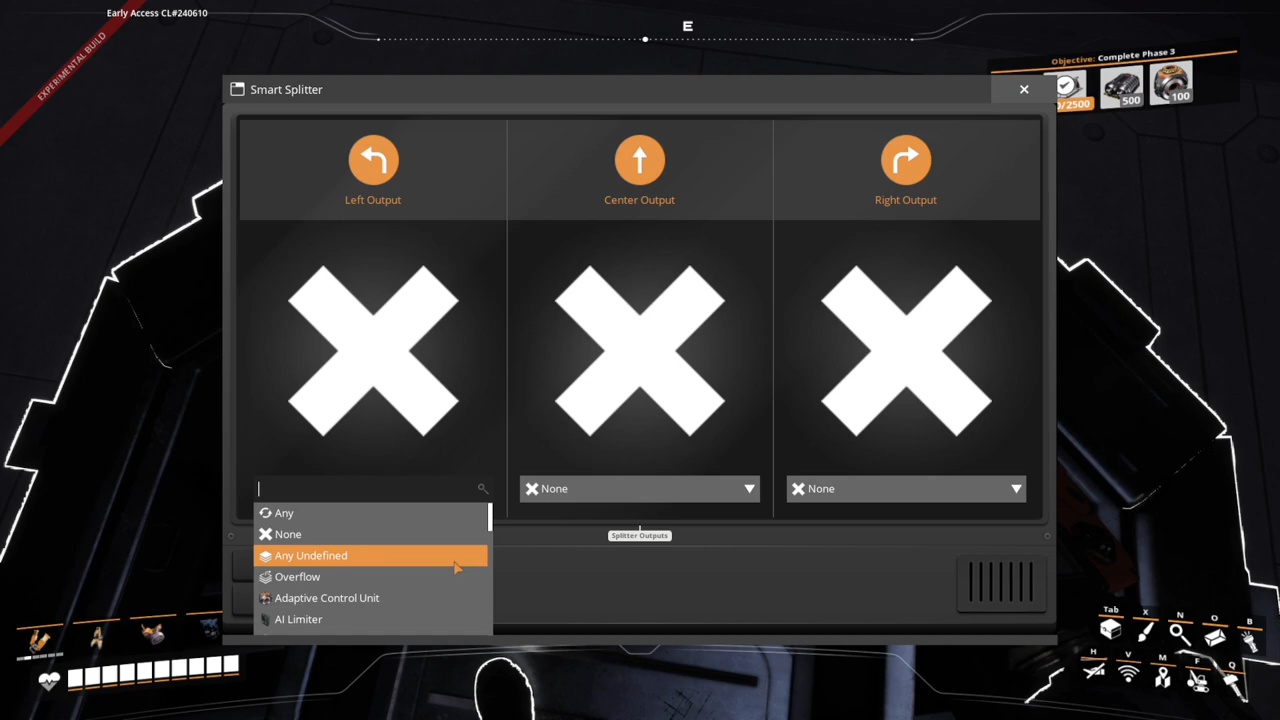 Early Access CL#240610
EXPERIMENTAL BUILD
E
Objective: Complete Phase 3
0/2500
500
100
Smart Splitter
Left Output
Center Output
Right Output
None
None
Any
None
Any Undefined
Overflow
Adaptive Control Unit
AI Limiter
Splitter Outputs
Tab
X
N
O
B
H
V
M
F
Q